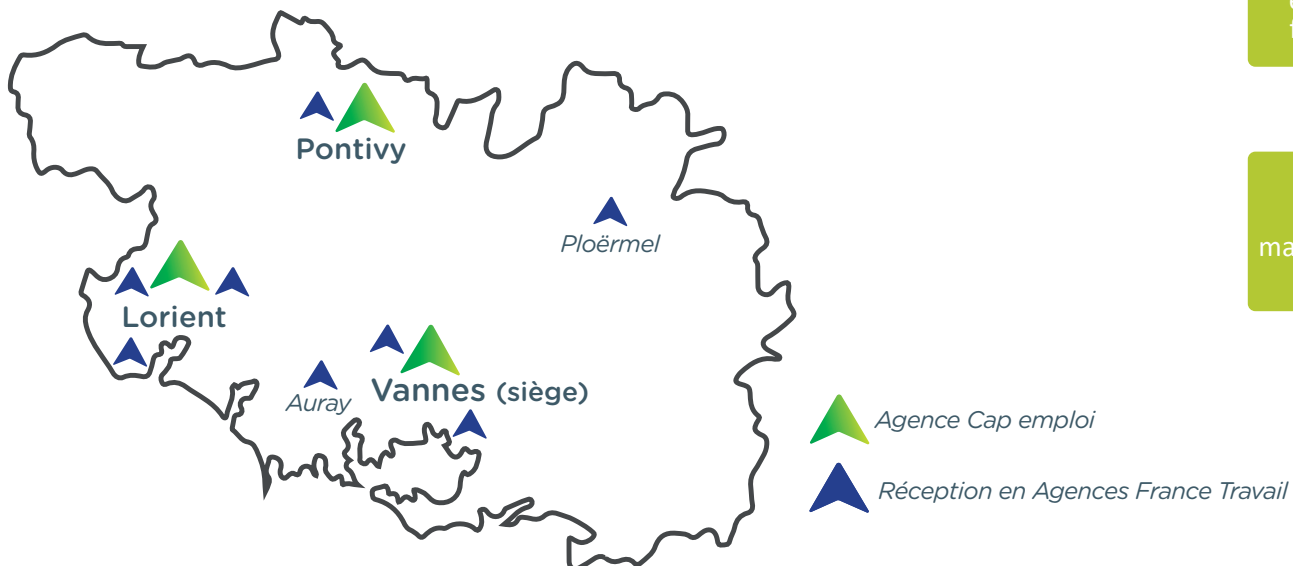 Pontivy
Ploërmel
Lorient
Auray
Vannes (siège)
Agence Cap emploi
Réception en Agences France Travail
ma